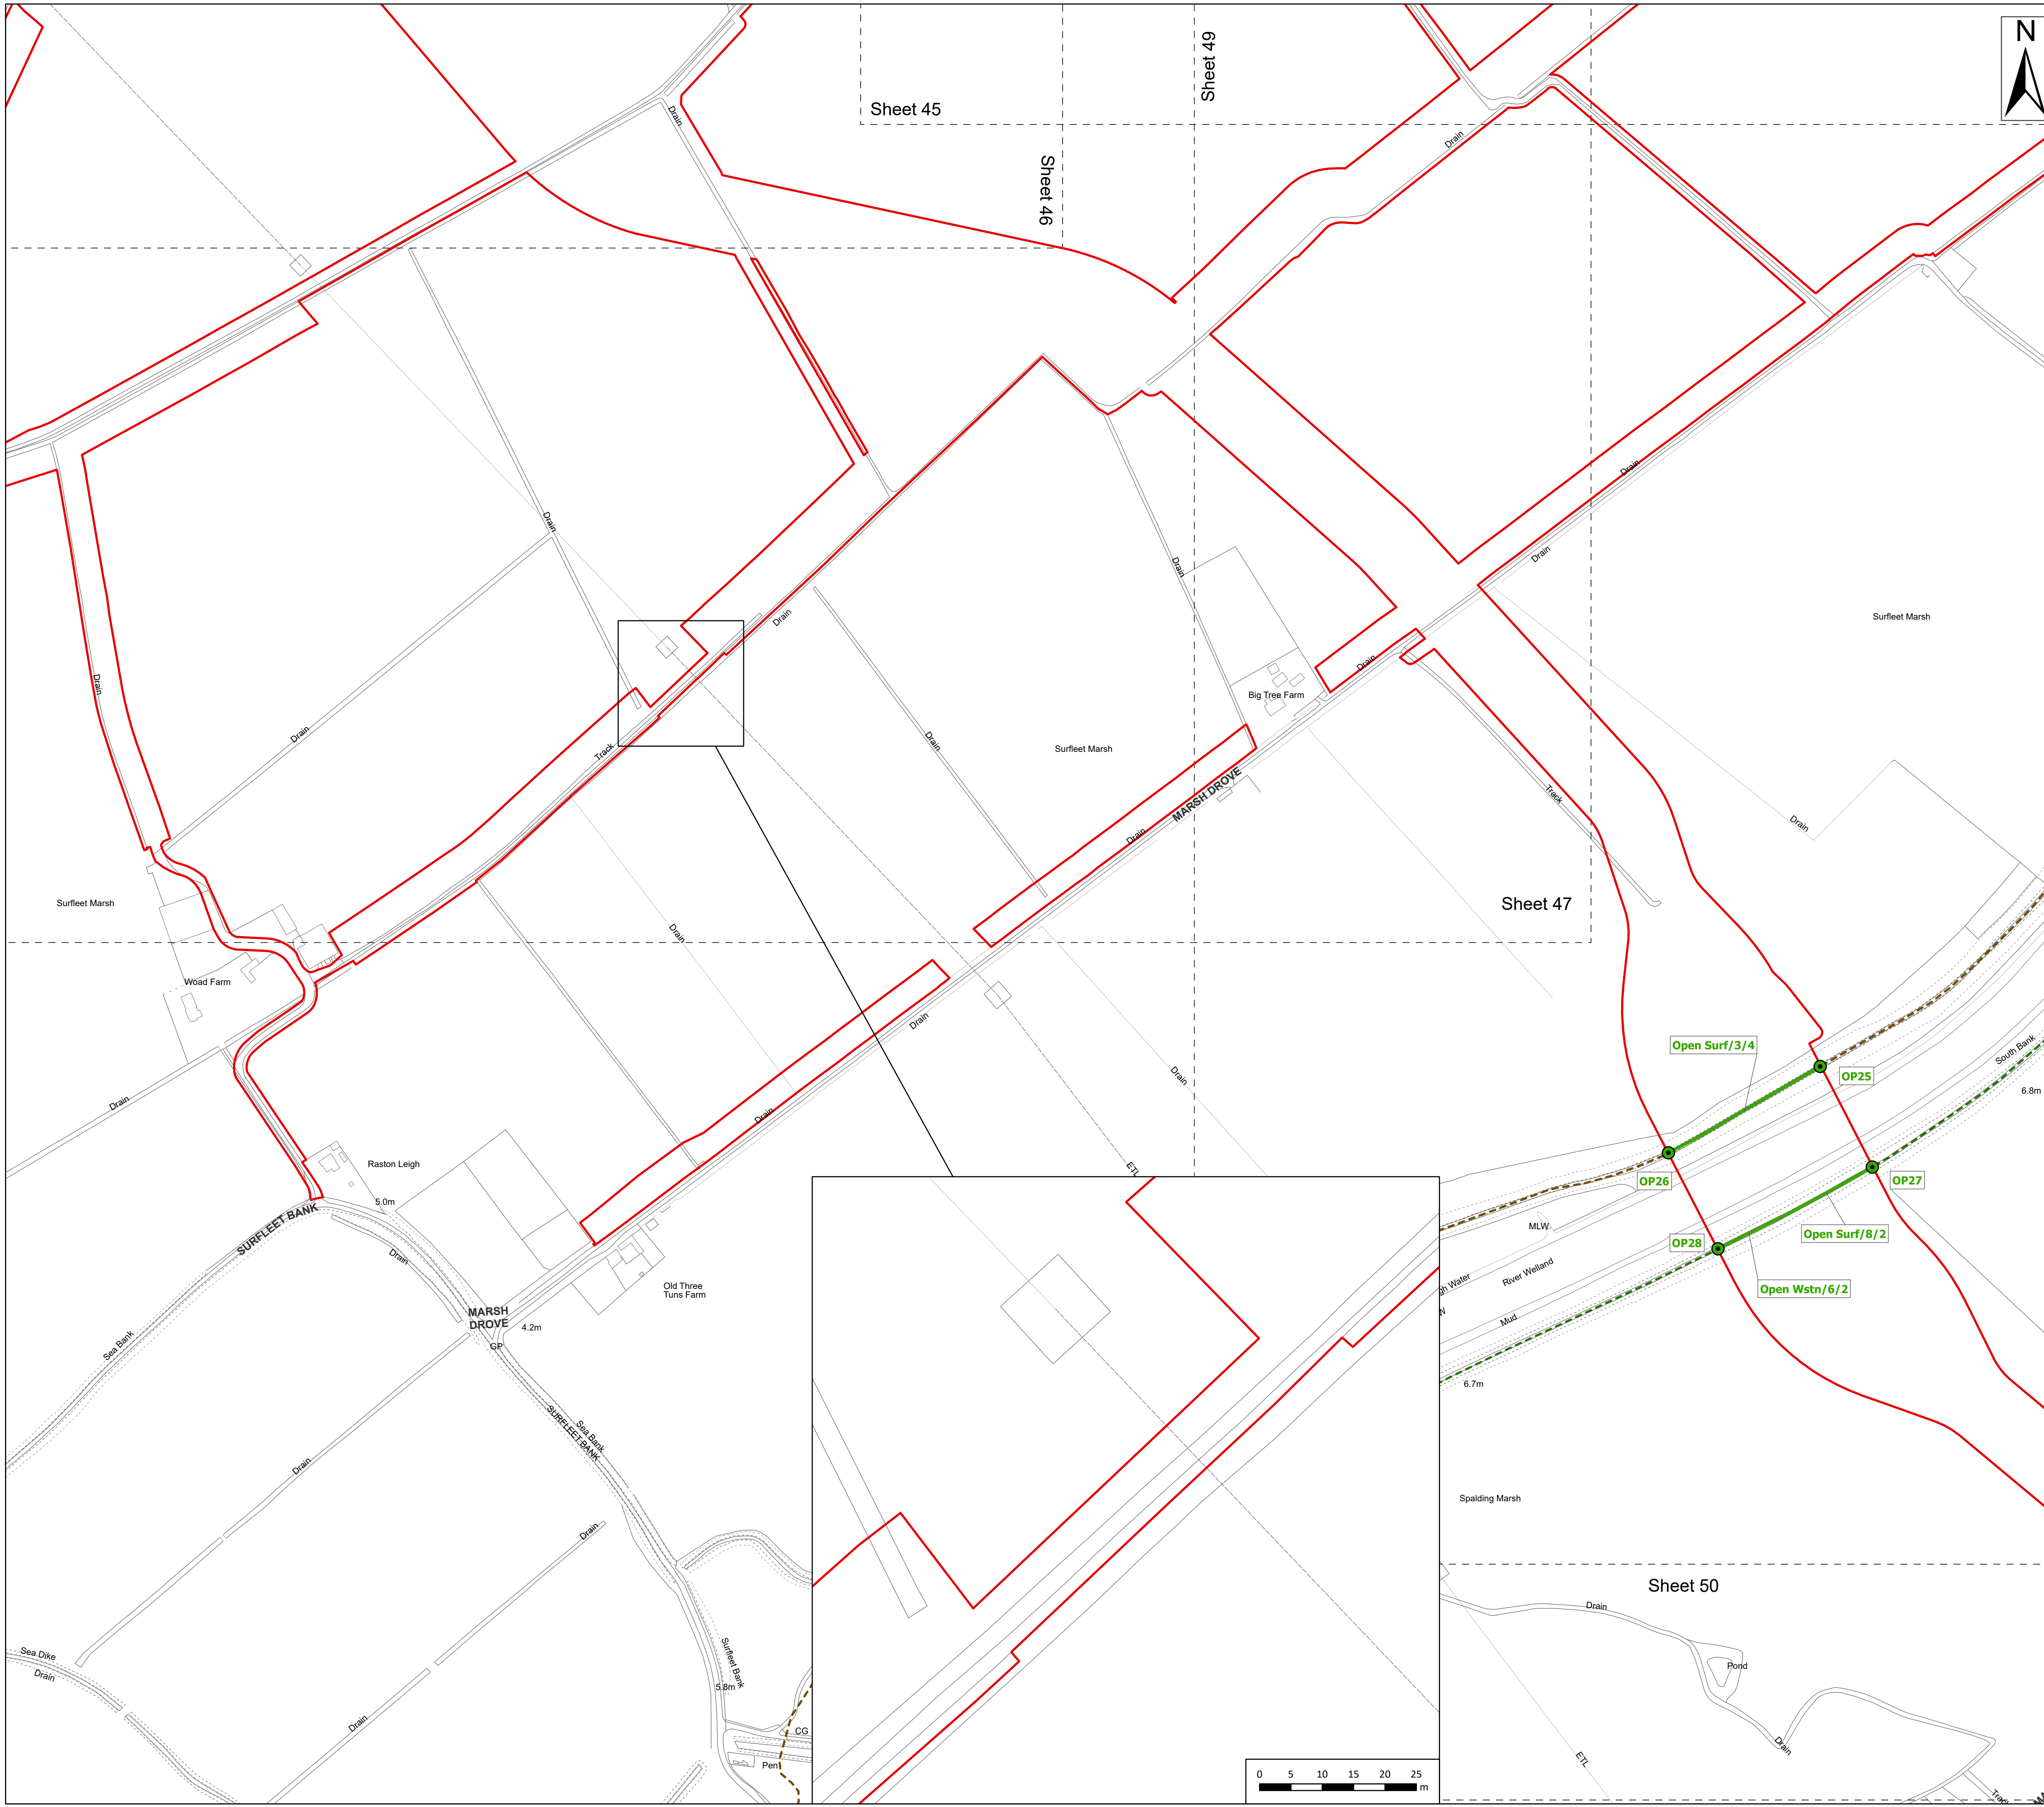 N
Sheet 49
Sheet 45
Sheet 46
Drain
Drain
Drain
Drain
Drain
Drain
Drain
Surfleet Marsh
Drain
Drain
Drain
Big Tree Farm
Drain
Drain
Track
Surfleet Marsh
MARSH DROVE
Track
Drain
Drain
Surfleet Marsh
Sheet 47
Drain
Woad Farm
Drain
Open Surf/3/4
South Bank
OP25
6.8m
Drain
Drain
Drain
Raston Leigh
ETL
OP26
OP27
5.0m
SURFLEET BANK
MLW
Open Surf/8/2
OP28
Drain
River Welland
gh Water
Open Wstn/6/2
Old Three
Tuns Farm
MARSH
DROVE
4.2m
W
Mud
GP
Sea Bank
6.7m
Sea Bank
SURFLEET BANK
Drain
Spalding Marsh
Drain
Sheet 50
Drain
Sea Dike
Drain
Surfleet Bank
Pond
5.8m
Drain
CG
Pen
Drain
ETL
0 5 10 15 20 25
m